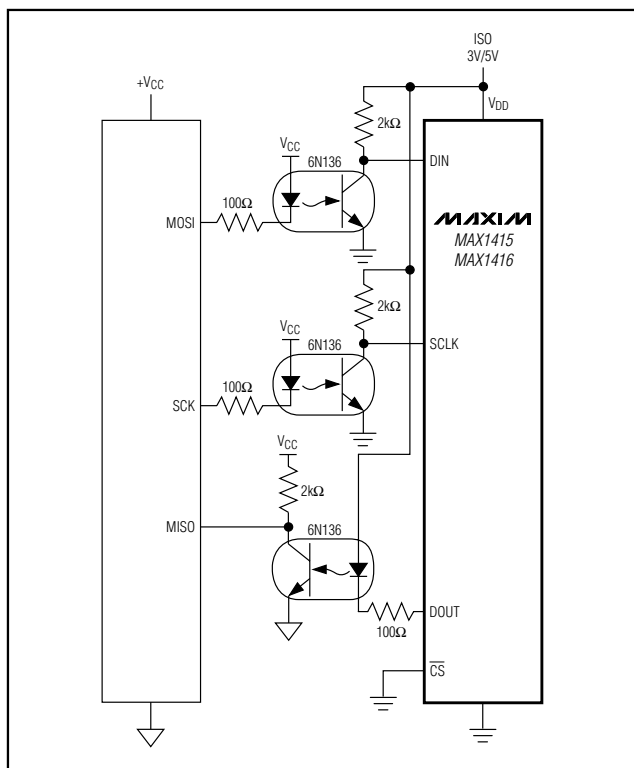 ISO
3V/5V
+VCC
VDD
2kΩ
VCC
6N136
DIN
100Ω
MOSI
MAXIM
MAX1415
MAX1416
2kΩ
VCC
6N136
SCLK
100Ω
SCK
VCC
2kΩ
MISO
6N136
DOUT
100Ω
CS